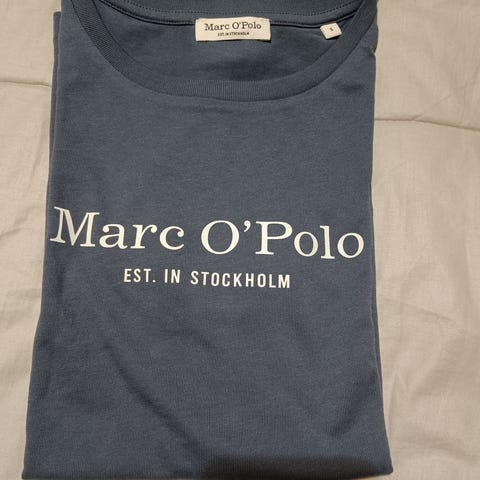 Marc O'Polo
EST. IN STOCKHOLM
S
Marc O'Polo
EST. IN STOCKHOLM